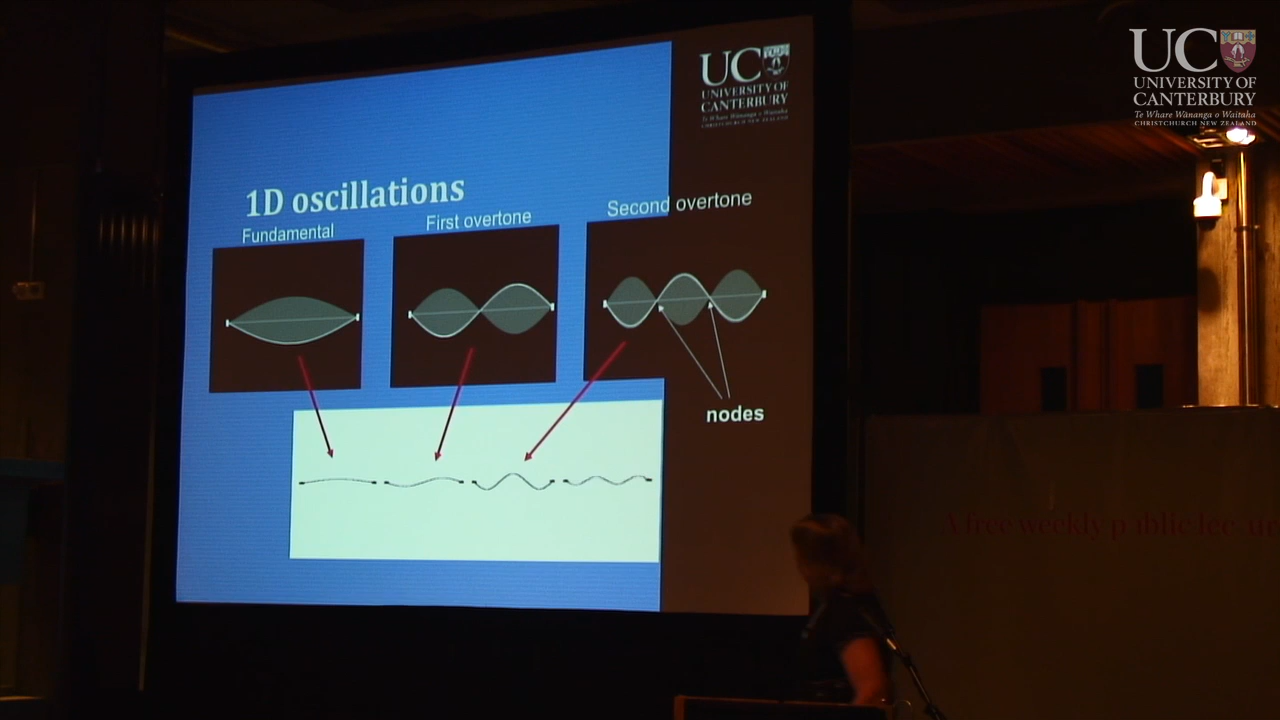 UC
UNIVERSITY OF
CANTERBURY
Te Whare Wānanga o Waitaha
CHRISTCHURCH NEW ZEALAND
UC
UNIVERSITY OF
CANTERBURY
Te Whare Wānanga o Waitaha
CHRISTCHURCH NEW ZEALAND
1D oscillations
Fundamental
First overtone
Second overtone
nodes
A free weekly public